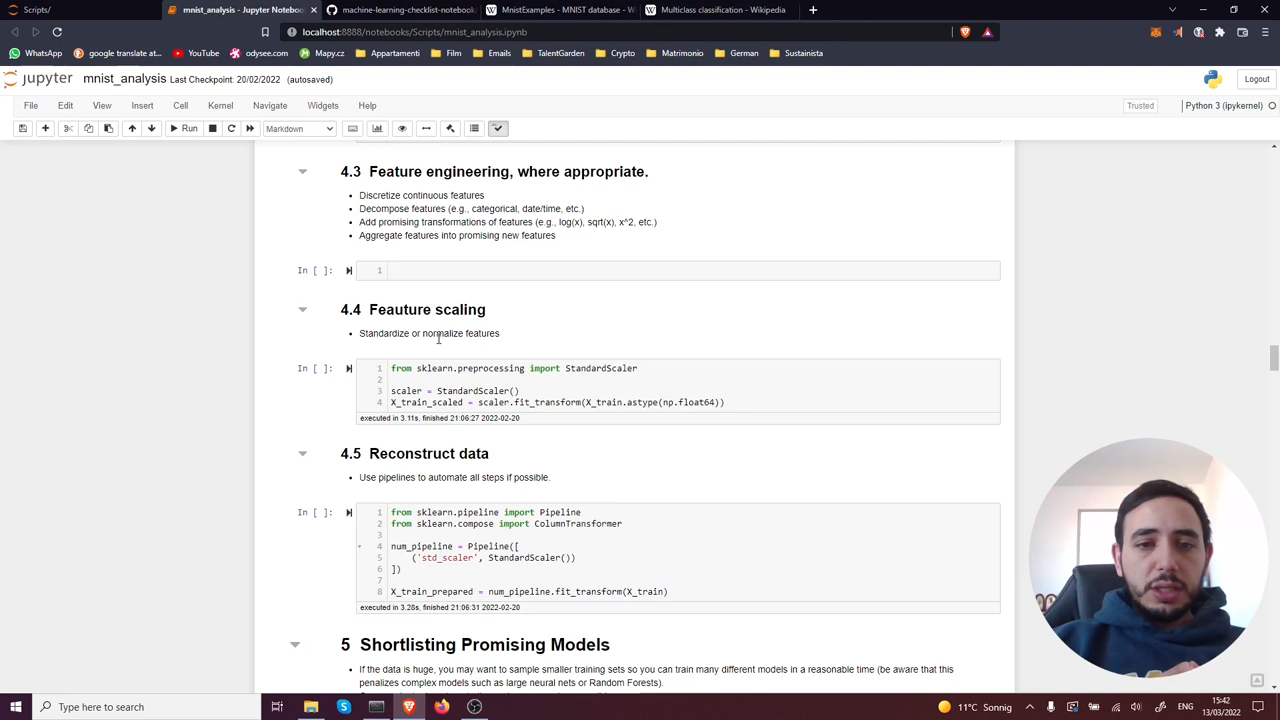 Scripts/
mnist_analysis - Jupyter Noteboo
machine-learning-checklist-notebook
MnistExamples - MNIST database - W
Multiclass classification - Wikipedia
localhost:8888/notebooks/Scripts/mnist_analysis.ipynb
WhatsApp
google translate at...
YouTube
odysee.com
Mapy.cz
Appartamenti
Film
Emails
TalentGarden
Crypto
Matrimonio
German
Sustainista
jupyter mnist_analysis Last Checkpoint: 20/02/2022 (autosaved)
Logout
File Edit View Insert Cell Kernel Navigate Widgets Help
Trusted
Python 3 (ipykernel)
Run
Markdown
4.3 Feature engineering, where appropriate.
Discretize continuous features
Decompose features (e.g., categorical, date/time, etc.)
Add promising transformations of features (e.g., log(x), sqrt(x), x^2, etc.)
Aggregate features into promising new features
In [ ]:
1
4.4 Feauture scaling
Standardize or normalize features
In [ ]:
1 from sklearn.preprocessing import StandardScaler
2
3 scaler = StandardScaler()
4 X_train_scaled = scaler.fit_transform(X_train.astype(np.float64))
executed in 3.11s, finished 21:06:27 2022-02-20
4.5 Reconstruct data
Use pipelines to automate all steps if possible.
In [ ]:
1 from sklearn.pipeline import Pipeline
2 from sklearn.compose import ColumnTransformer
3
4 num_pipeline = Pipeline([
5 ('std_scaler', StandardScaler())
6 ])
7
8 X_train_prepared = num_pipeline.fit_transform(X_train)
executed in 3.28s, finished 21:06:31 2022-02-20
5 Shortlisting Promising Models
If the data is huge, you may want to sample smaller training sets so you can train many different models in a reasonable time (be aware that this
penalizes complex models such as large neural nets or Random Forests).
Type here to search
11°C Sonnig
ENG
15:42
13/03/2022